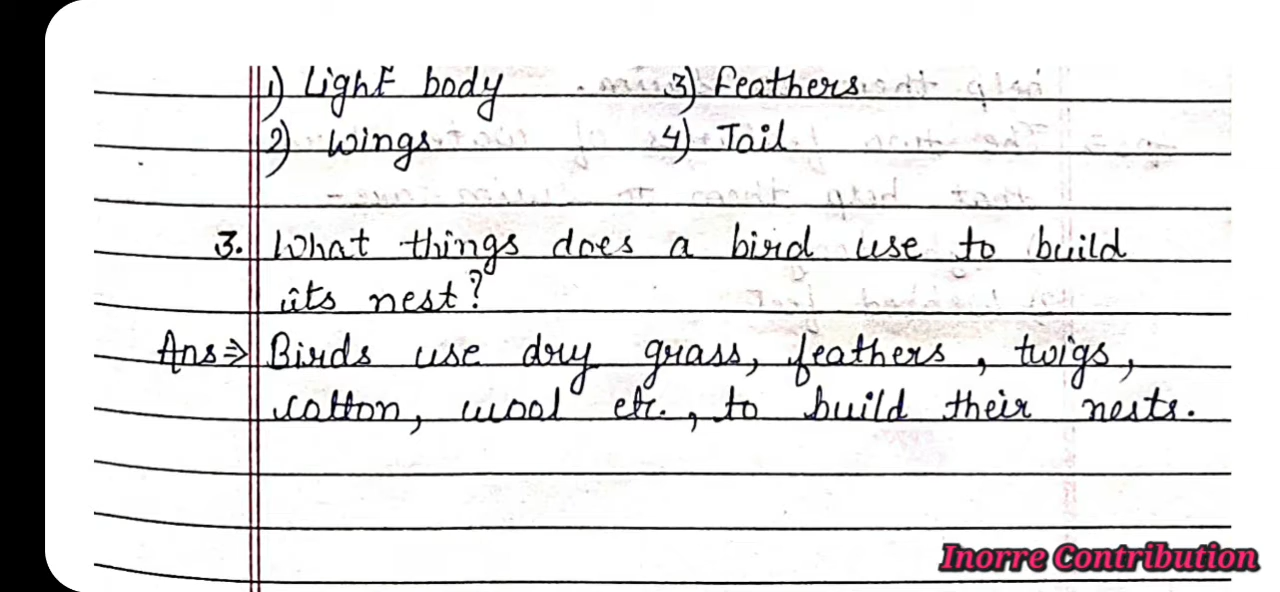 1) Light body 3) Feathers
2) Wings 4) Tail
3. What things does a bird use to build
its nest?
Ans⇒ Birds use dry grass, feathers, twigs,
cotton, wool etc., to build their nests.
Inorre Contribution